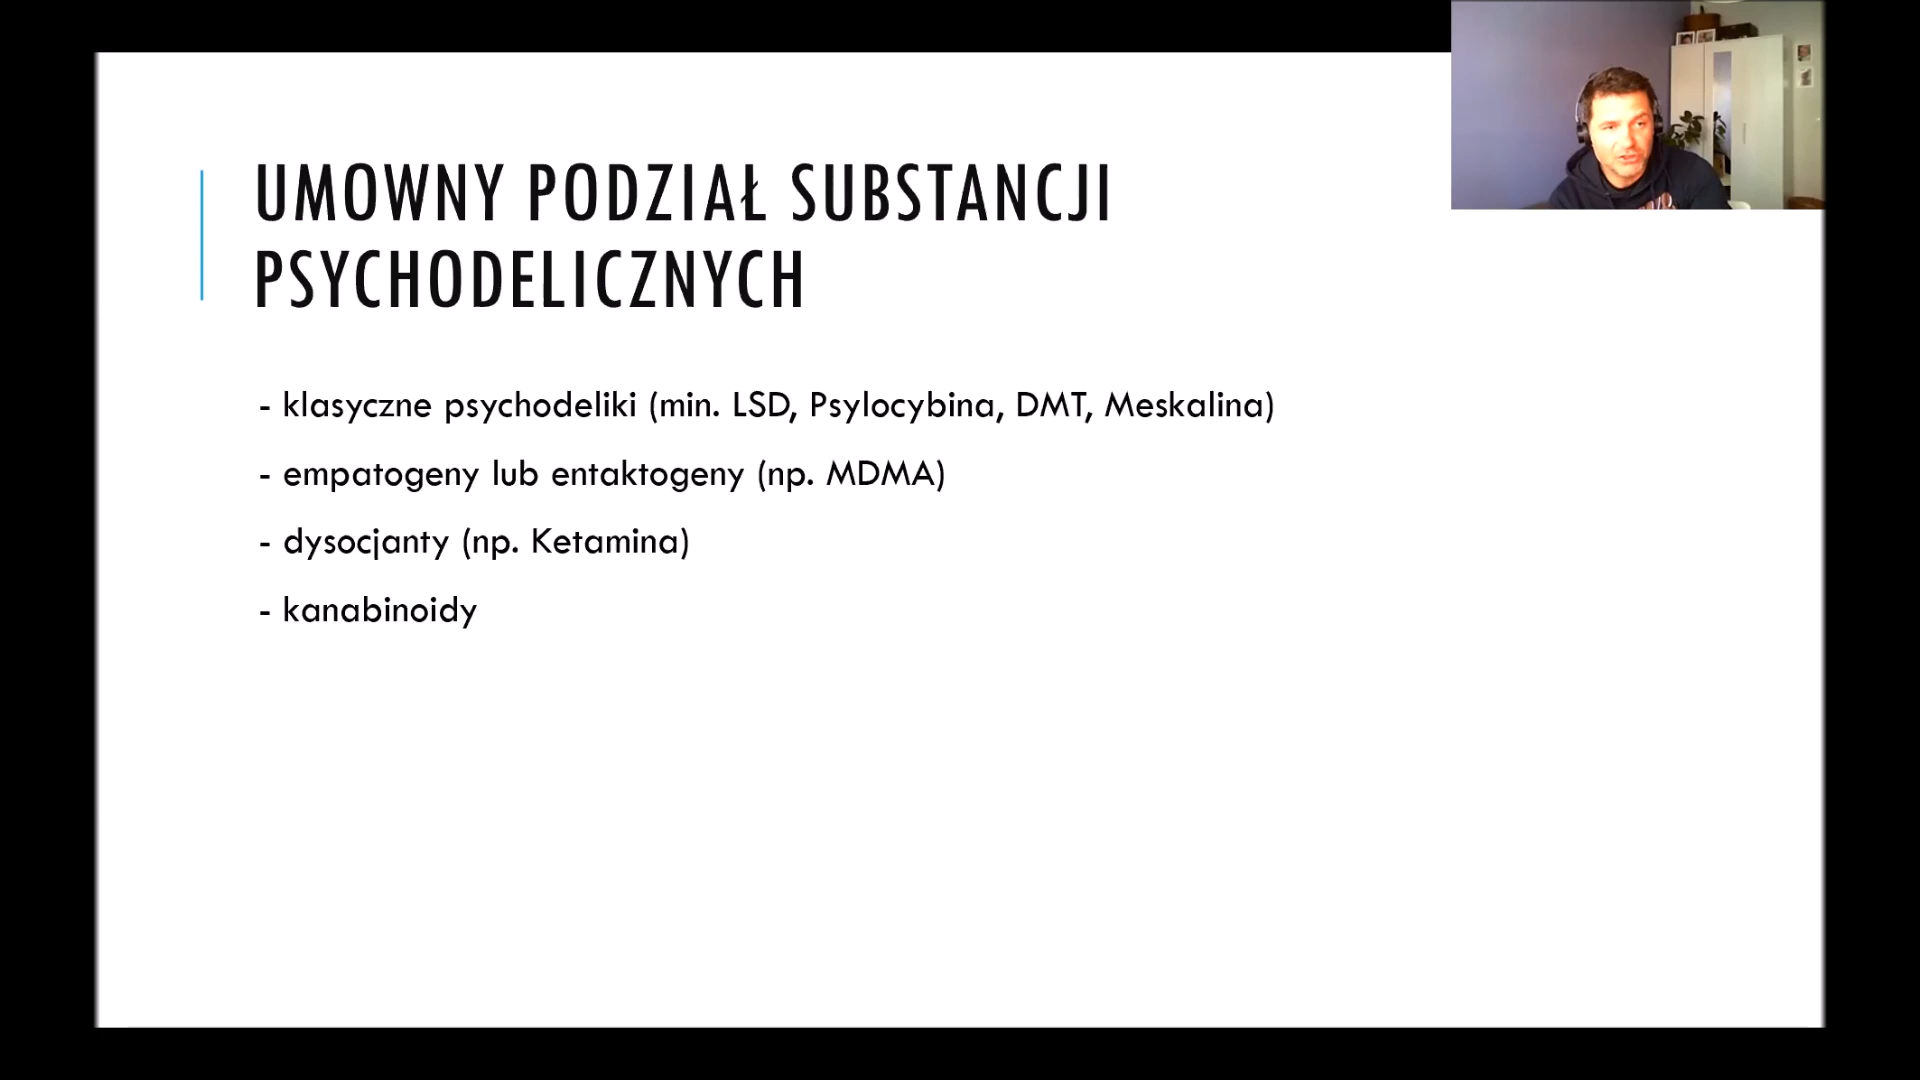 UMOWNY PODZIAŁ SUBSTANCJI
PSYCHODELICZNYCH
- klasyczne psychodeliki (min. LSD, Psylocybina, DMT, Meskalina)
- empatogeny lub entaktogeny (np. MDMA)
- dysocjanty (np. Ketamina)
- kanabinoidy